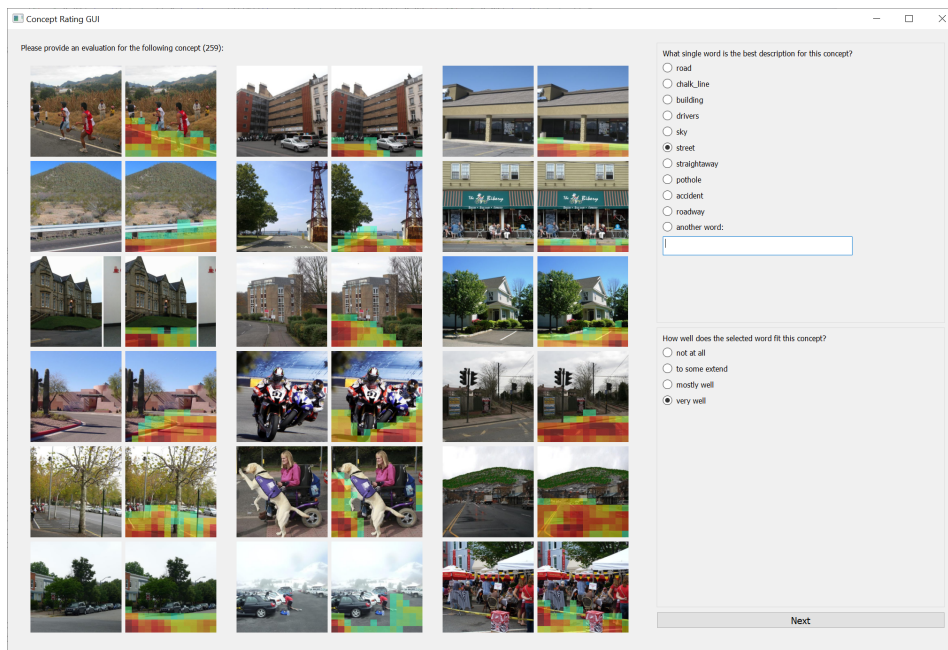 Concept Rating GUI
Please provide an evaluation for the following concept (259):
What single word is the best description for this concept?
road
chalk_line
building
drivers
sky
street
straightaway
pothole
accident
roadway
another word:
How well does the selected word fit this concept?
not at all
to some extend
mostly well
very well
Next